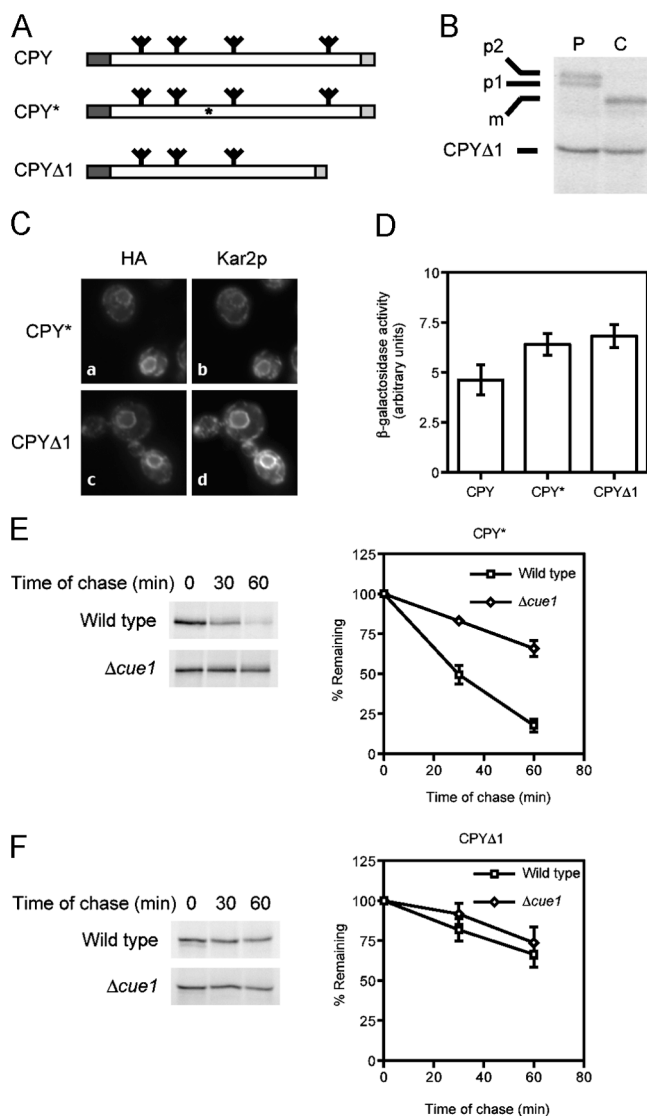 A
CPY
CPY*
*
CPYΔ1
B
P C
p2
p1
m
CPYΔ1
C
HA Kar2p
CPY*
a b
CPYΔ1
c d
D
β-galactosidase activity
(arbitrary units)
10
7.5
5
2.5
0
CPY CPY* CPYΔ1
E
Time of chase (min) 0 30 60
Wild type
Δcue1
CPY*
Wild type
Δcue1
% Remaining
125
100
75
50
25
0
0 20 40 60 80
Time of chase (min)
F
Time of chase (min) 0 30 60
Wild type
Δcue1
CPYΔ1
Wild type
Δcue1
% Remaining
125
100
75
50
25
0
0 20 40 60 80
Time of chase (min)